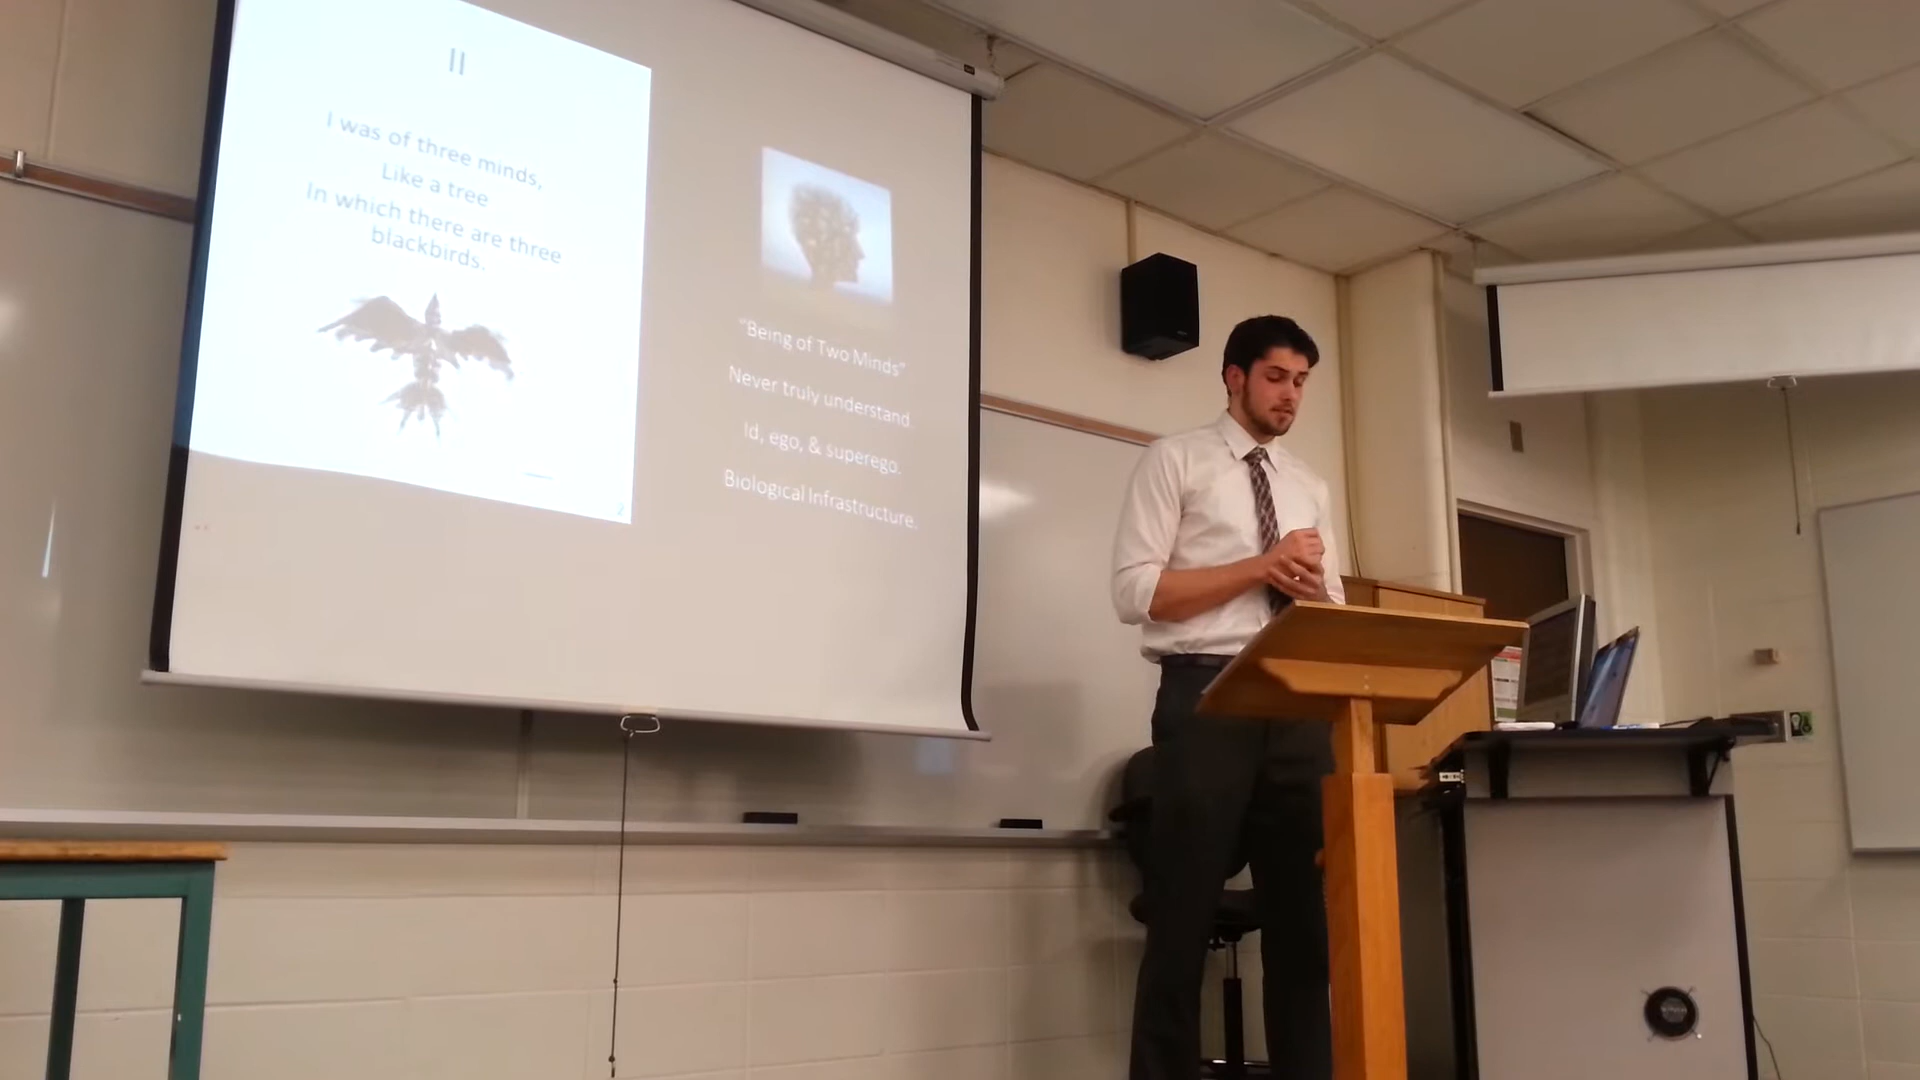 II
I was of three minds,
Like a tree
In which there are three
blackbirds.
2
"Being of Two Minds"
Never truly understand.
Id, ego, & superego.
Biological Infrastructure.